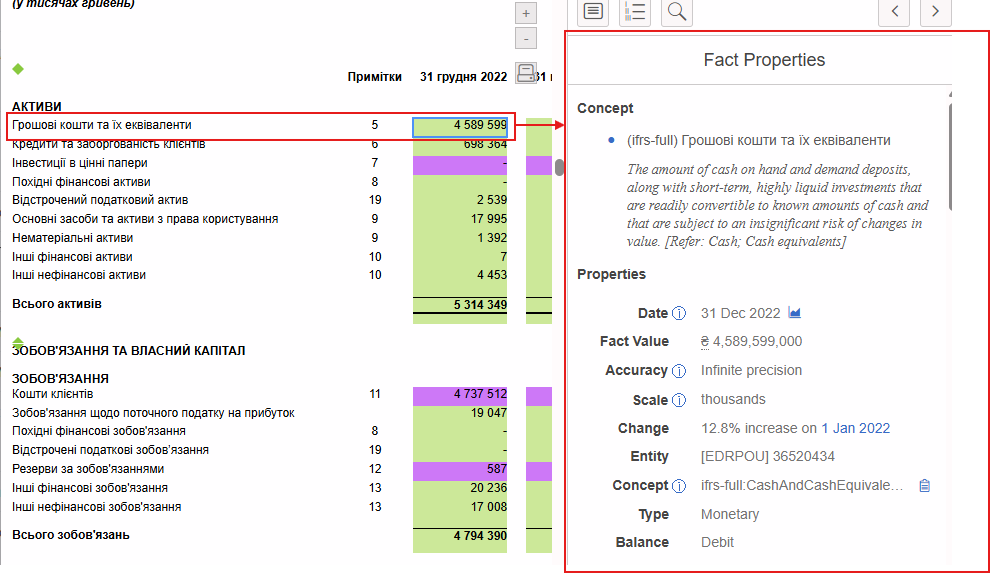 (у тисячах гривень)
+
-
Примітки 31 грудня 2022 31
АКТИВИ
Грошові кошти та їх еквіваленти 5 4 589 599
Кредити та заборгованість клієнтів 6 698 364
Інвестиції в цінні папери 7 -
Похідні фінансові активи 8 -
Відстрочений податковий актив 19 2 539
Основні засоби та активи з права користування 9 17 995
Нематеріальні активи 9 1 392
Інші фінансові активи 10 7
Інші нефінансові активи 10 4 453
Всього активів 5 314 349
ЗОБОВ'ЯЗАННЯ ТА ВЛАСНИЙ КАПІТАЛ
ЗОБОВ'ЯЗАННЯ
Кошти клієнтів 11 4 737 512
Зобов'язання щодо поточного податку на прибуток 19 047
Похідні фінансові зобов'язання 8 -
Відстрочені податкові зобов'язання 19 -
Резерви за зобов'язаннями 12 587
Інші фінансові зобов'язання 13 20 236
Інші нефінансові зобов'язання 13 17 008
Всього зобов'язань 4 794 390
Fact Properties
Concept
(ifrs-full) Грошові кошти та їх еквіваленти
The amount of cash on hand and demand deposits,
along with short-term, highly liquid investments that
are readily convertible to known amounts of cash and
that are subject to an insignificant risk of changes in
value. [Refer: Cash; Cash equivalents]
Properties
Date 31 Dec 2022
Fact Value ₴ 4,589,599,000
Accuracy Infinite precision
Scale thousands
Change 12.8% increase on 1 Jan 2022
Entity [EDRPOU] 36520434
Concept ifrs-full:CashAndCashEquivale...
Type Monetary
Balance Debit